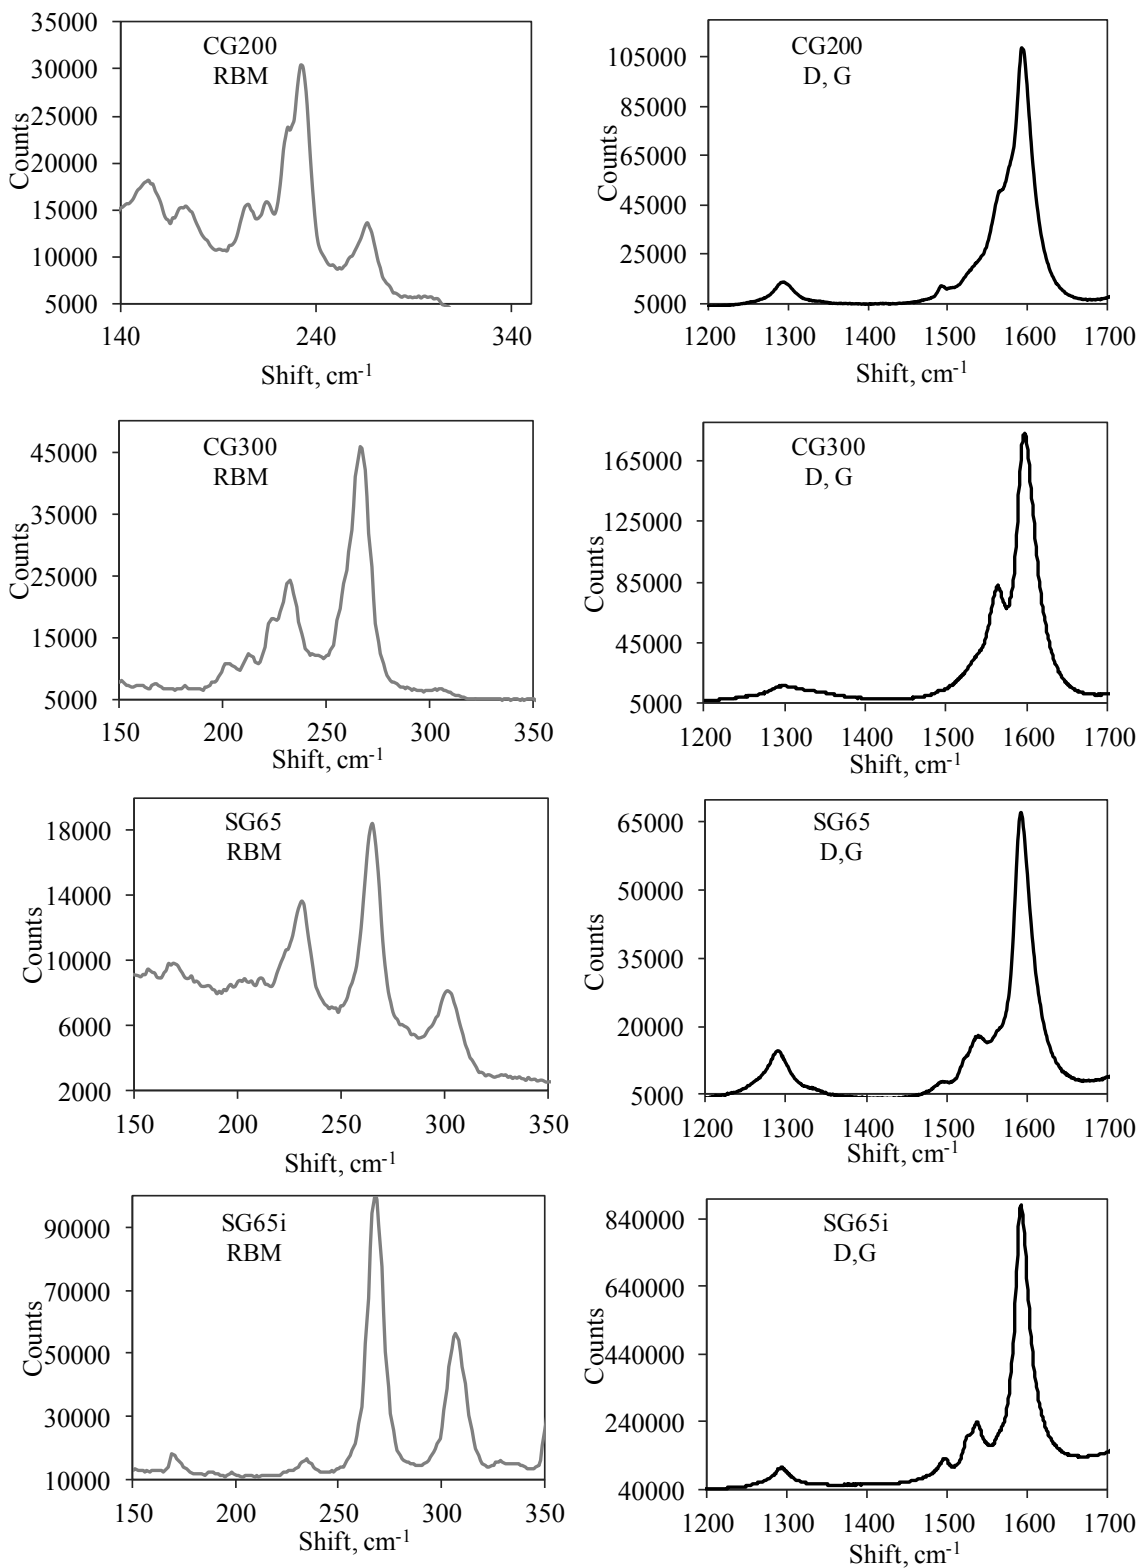 CG200
RBM
35000
30000
25000
20000
15000
10000
5000
Counts
140
240
340
Shift, cm-1
CG200
D, G
105000
85000
65000
45000
25000
5000
Counts
1200
1300
1400
1500
1600
1700
Shift, cm-1
CG300
RBM
45000
35000
25000
15000
5000
Counts
150
200
250
300
350
Shift, cm-1
CG300
D, G
165000
125000
85000
45000
5000
Counts
1200
1300
1400
1500
1600
1700
Shift, cm-1
SG65
RBM
18000
14000
10000
6000
2000
Counts
150
200
250
300
350
Shift, cm-1
SG65
D,G
65000
50000
35000
20000
5000
Counts
1200
1300
1400
1500
1600
1700
Shift, cm-1
SG65i
RBM
90000
70000
50000
30000
10000
Counts
150
200
250
300
350
Shift, cm-1
SG65i
D,G
840000
640000
440000
240000
40000
Counts
1200
1300
1400
1500
1600
1700
Shift, cm-1